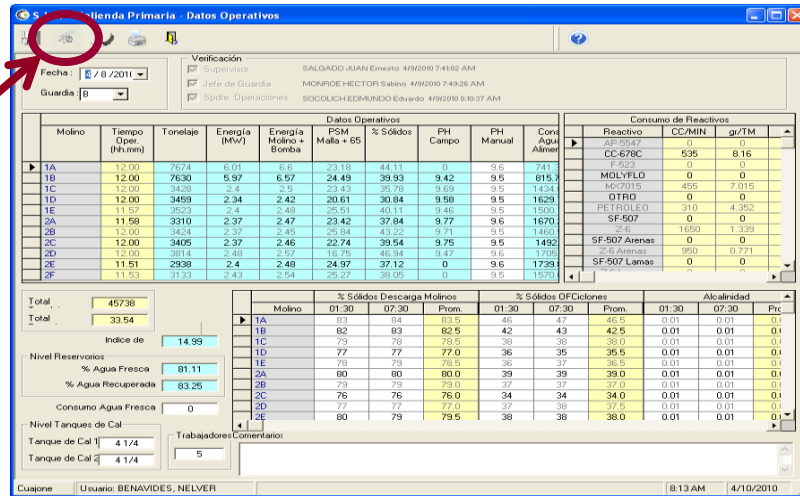 Molienda Primaria - Datos Operativos
Fecha : 4 / 8 /2010
Guardia : B
Verificación
Supervisor SALGADO JUAN Ernesto 4/9/2010 7:41:02 AM
Jefe de Guardia MONROE HECTOR Sabino 4/9/2010 7:49:26 AM
Spdte. Operaciones SOCOLICH EDMUNDO Eduardo 4/9/2010 8:10:37 AM
Datos Operativos
Molino Tiempo Oper. (hh.mm) Tonelaje Energía (MW) Energía Molino + Bomba PSM Malla + 65 % Sólidos PH Campo PH Manual Cons Agua Alimen
1A 12.00 7674 6.01 6.6 23.18 44.11 0 9.6 741.3
1B 12.00 7630 5.97 6.57 24.49 39.93 9.42 9.5 815.7
1C 12.00 3428 2.4 2.5 23.43 35.78 9.69 9.5 1434.
1D 12.00 3459 2.34 2.42 20.61 30.84 9.58 9.5 1629.
1E 11.57 3523 2.4 2.48 25.51 40.11 9.46 9.5 1500.
2A 11.58 3310 2.37 2.47 23.42 37.84 9.77 9.6 1670.
2B 12.00 3424 2.37 2.45 25.84 43.22 9.71 9.5 1460.
2C 12.00 3405 2.37 2.46 22.74 39.54 9.75 9.5 1492.
2D 12.00 3814 2.48 2.57 16.75 46.94 9.47 9.6 1705
2E 11.51 2938 2.4 2.48 24.97 37.12 0 9.5 1739.
2F 11.53 3133 2.43 2.54 25.27 38.05 0 9.5 1570.
Consumo de Reactivos
Reactivo CC/MIN gr/TM
AP-5547 0 0
CC-678C 535 8.16
F-523 0 0
MOLYFLO 0 0
MX7015 455 7.015
OTRO 0 0
PETROLEO 310 4.352
SF-507 0 0
Z-6 1650 1.339
SF-507 Arenas 0 0
Z-6 Arenas 950 0.771
SF-507 Lamas 0 0
Total 45738
Total 33.54
Indice de 14.99
Nivel Reservorios
% Agua Fresca 81.11
% Agua Recuperada 83.25
Consumo Agua Fresca 0
Nivel Tanques de Cal
Tanque de Cal 1 4 1/4
Tanque de Cal 2 4 1/4
% Sólidos Descarga Molinos % Sólidos OFCiclones Alcalinidad
Molino 01:30 07:30 Prom. 01:30 07:30 Prom. 01:30 07:30 Pro
1A 83 84 83.5 46 47 46.5 0.01 0.01 0.
1B 82 83 82.5 42 43 42.5 0.01 0.01 0.
1C 79 78 78.5 38 38 38.0 0.01 0.01 0.
1D 77 77 77.0 36 35 35.5 0.01 0.01 0.
1E 78 79 78.5 36 37 36.5 0.01 0.01 0.
2A 80 80 80.0 39 39 39.0 0.01 0.01 0.
2B 79 79 79.0 37 37 37.0 0.01 0.01 0.
2C 76 76 76.0 34 34 34.0 0.01 0.01 0.
2D 77 77 77.0 37 38 37.5 0.01 0.01 0.
2E 80 79 79.5 38 38 38.0 0.01 0.01 0.
Trabajadores Comentarios
5
Cuajone Usuario: BENAVIDES, NELVER 8:13 AM 4/10/2010